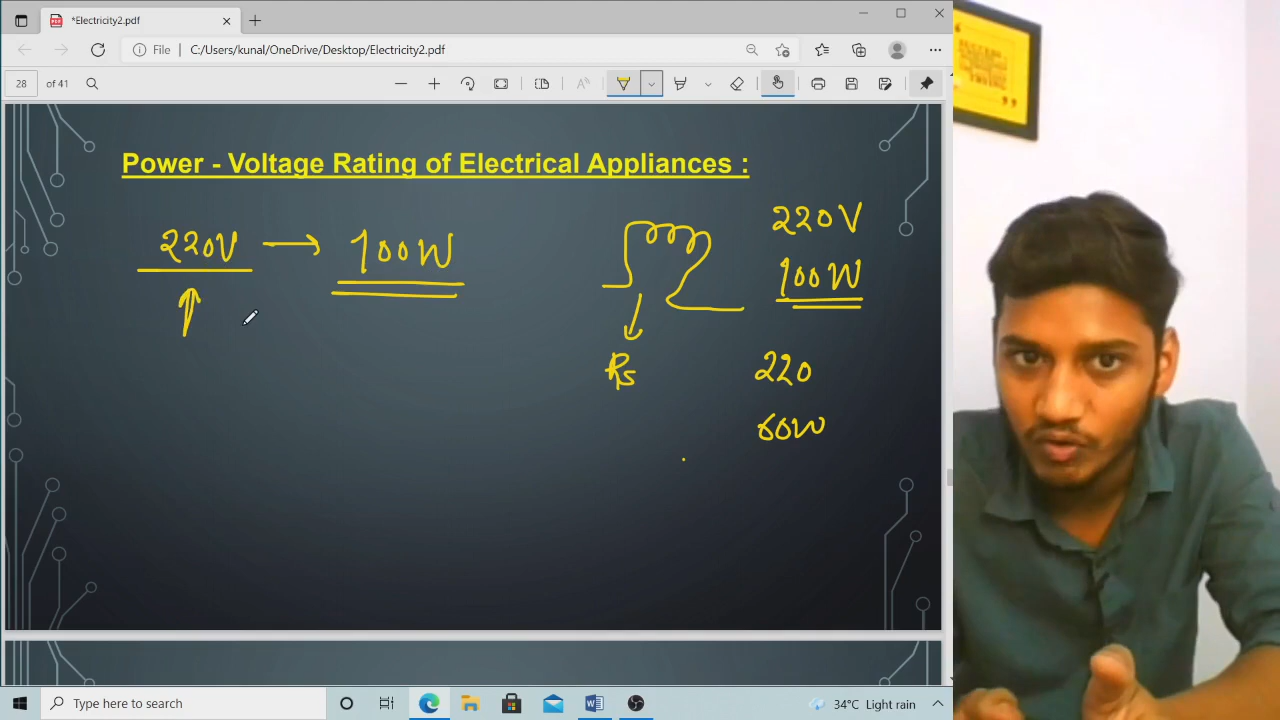 *Electricity2.pdf
File C:/Users/kunal/OneDrive/Desktop/Electricity2.pdf
28 of 41
Power - Voltage Rating of Electrical Appliances :
220V → 100W
220V
100W
Rs
220
60W
Type here to search
34°C Light rain